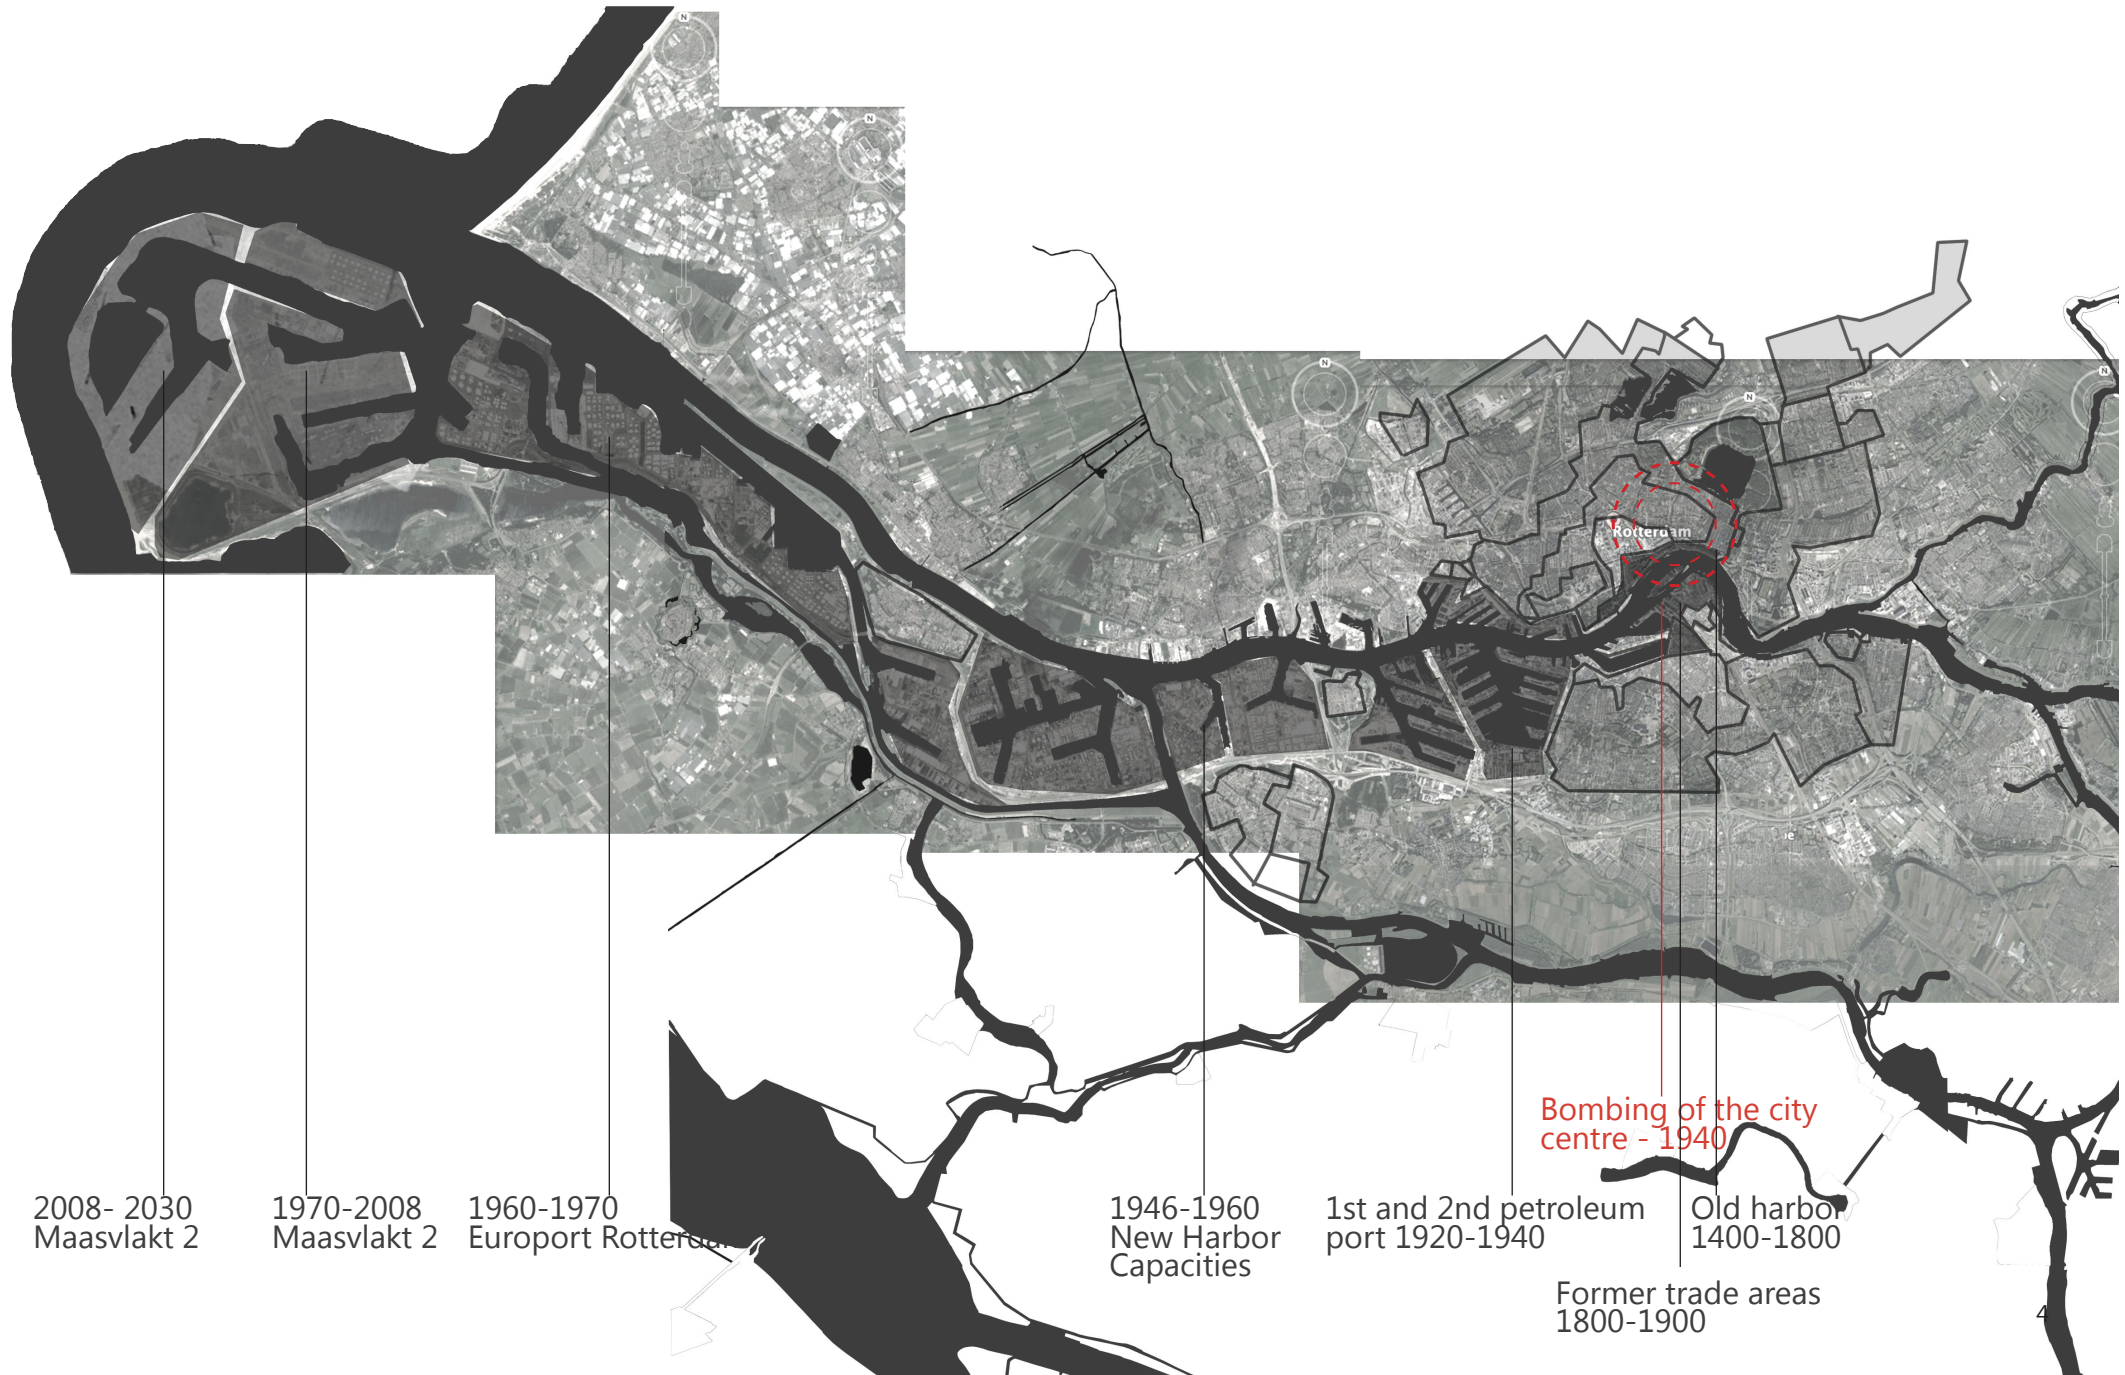 N
N
N
N
N
Rotterdam
Bombing of the city
centre - 1940
2008- 2030
Maasvlakt 2
1970-2008
Maasvlakt 2
1960-1970
Europort Rotterdam
1946-1960
New Harbor
Capacities
1st and 2nd petroleum
port 1920-1940
Old harbor
1400-1800
Former trade areas
1800-1900
4